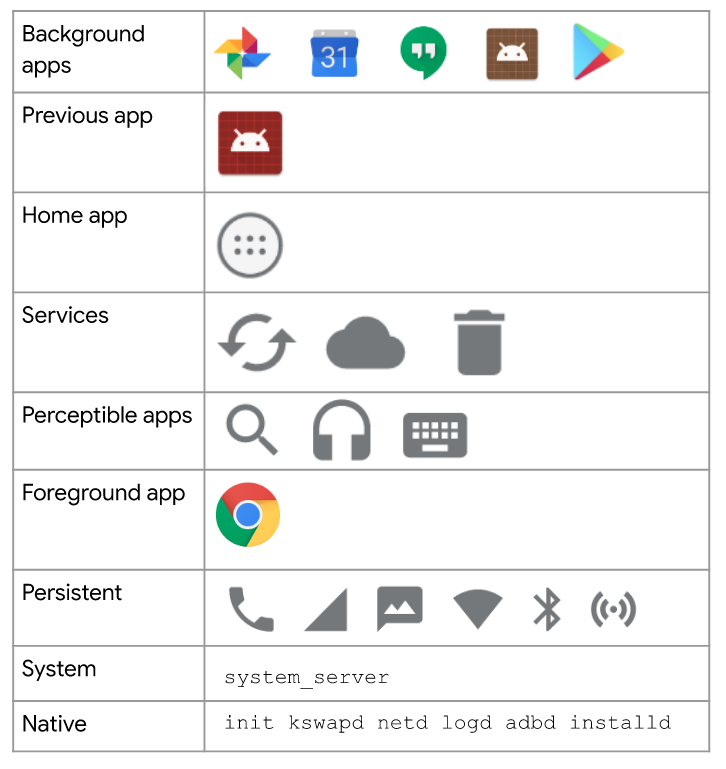 Background
apps
31
Previous app
Home app
Services
Perceptible apps
Foreground app
Persistent
System
system_server
Native
init kswapd netd logd adbd installd